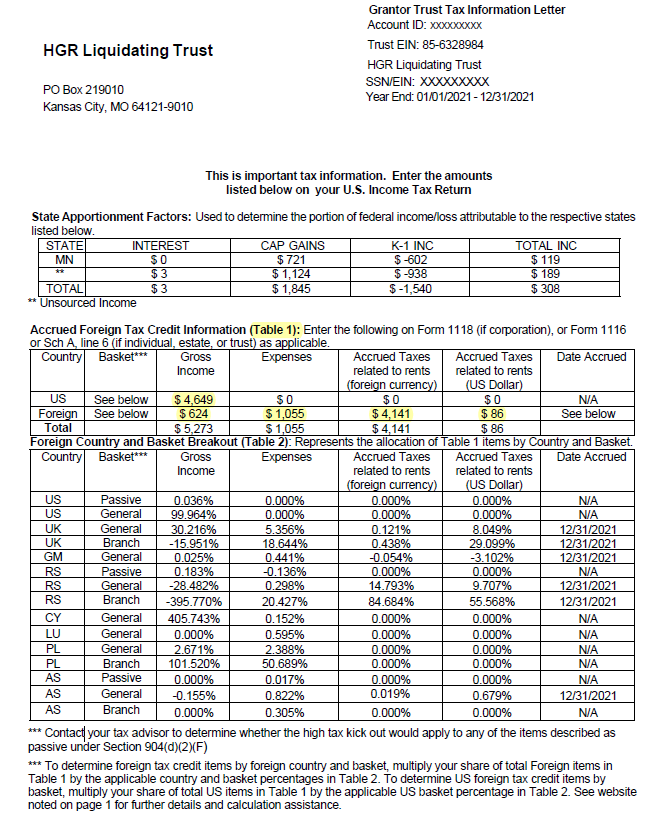 Grantor Trust Tax Information Letter
Account ID: xxxxxxxxx
HGR Liquidating Trust
Trust EIN: 85-6328984
HGR Liquidating Trust
SSN/EIN: XXXXXXXXX
PO Box 219010
Year End: 01/01/2021 - 12/31/2021
Kansas City, MO 64121-9010
This is important tax information. Enter the amounts
listed below on your U.S. Income Tax Return
State Apportionment Factors: Used to determine the portion of federal income/loss attributable to the respective states
listed below.
STATE INTEREST CAP GAINS K-1 INC TOTAL INC
MN $ 0 $ 721 $ -602 $ 119
** $ 3 $ 1,124 $ -938 $ 189
TOTAL $ 3 $ 1,845 $ -1,540 $ 308
** Unsourced Income
Accrued Foreign Tax Credit Information (Table 1): Enter the following on Form 1118 (if corporation), or Form 1116
or Sch A, line 6 (if individual, estate, or trust) as applicable.
Country Basket*** Gross Expenses Accrued Taxes Accrued Taxes Date Accrued
Income related to rents related to rents
(foreign currency) (US Dollar)
US See below $ 4,649 $ 0 $ 0 $ 0 N/A
Foreign See below $ 624 $ 1,055 $ 4,141 $ 86 See below
Total $ 5,273 $ 1,055 $ 4,141 $ 86
Foreign Country and Basket Breakout (Table 2): Represents the allocation of Table 1 items by Country and Basket.
Country Basket*** Gross Expenses Accrued Taxes Accrued Taxes Date Accrued
Income related to rents related to rents
(foreign currency) (US Dollar)
US Passive 0.036% 0.000% 0.000% 0.000% N/A
US General 99.964% 0.000% 0.000% 0.000% N/A
UK General 30.216% 5.356% 0.121% 8.049% 12/31/2021
UK Branch -15.951% 18.644% 0.438% 29.099% 12/31/2021
GM General 0.025% 0.441% -0.054% -3.102% 12/31/2021
RS Passive 0.183% -0.136% 0.000% 0.000% N/A
RS General -28.482% 0.298% 14.793% 9.707% 12/31/2021
RS Branch -395.770% 20.427% 84.684% 55.568% 12/31/2021
CY General 405.743% 0.152% 0.000% 0.000% N/A
LU General 0.000% 0.595% 0.000% 0.000% N/A
PL General 2.671% 2.388% 0.000% 0.000% N/A
PL Branch 101.520% 50.689% 0.000% 0.000% N/A
AS Passive 0.000% 0.017% 0.000% 0.000% N/A
AS General -0.155% 0.822% 0.019% 0.679% 12/31/2021
AS Branch 0.000% 0.305% 0.000% 0.000% N/A
*** Contact your tax advisor to determine whether the high tax kick out would apply to any of the items described as
passive under Section 904(d)(2)(F)
*** To determine foreign tax credit items by foreign country and basket, multiply your share of total Foreign items in
Table 1 by the applicable country and basket percentages in Table 2. To determine US foreign tax credit items by
basket, multiply your share of total US items in Table 1 by the applicable US basket percentage in Table 2. See website
noted on page 1 for further details and calculation assistance.